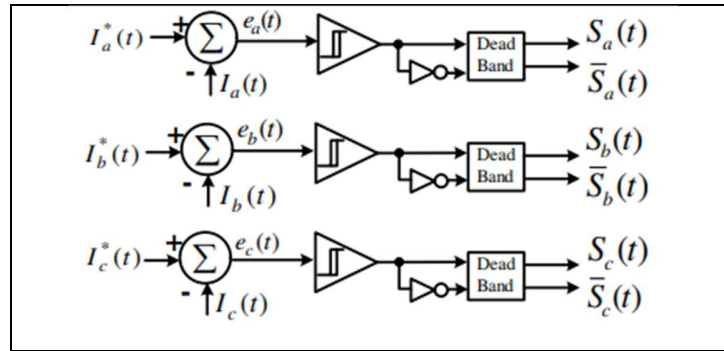 I*a(t) + Σ - ea(t) Ia(t) Dead Band Sa(t) S̄a(t)
I*b(t) + Σ - eb(t) Ib(t) Dead Band Sb(t) S̄b(t)
I*c(t) + Σ - ec(t) Ic(t) Dead Band Sc(t) S̄c(t)